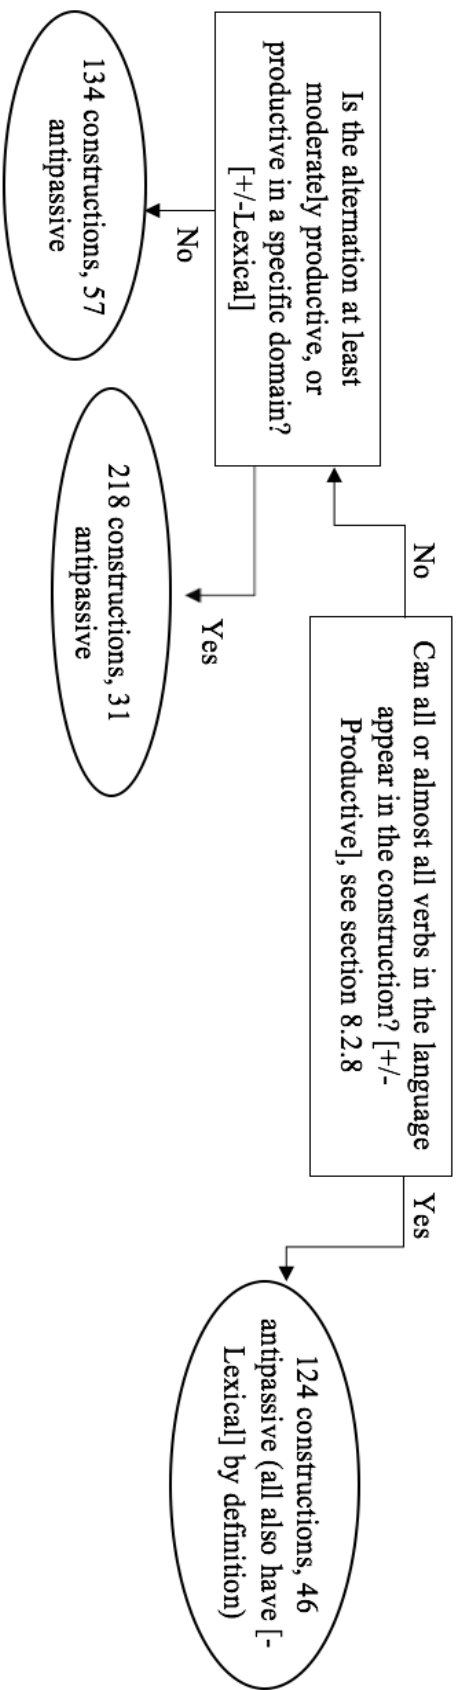 Can all or almost all verbs in the language
appear in the construction? [+/-
Productive], see section 8.2.8
No
Yes
Is the alternation at least
moderately productive, or
productive in a specific domain?
[+/-Lexical]
No
Yes
134 constructions, 57
antipassive
218 constructions, 31
antipassive
124 constructions, 46
antipassive (all also have [-
Lexical] by definition)